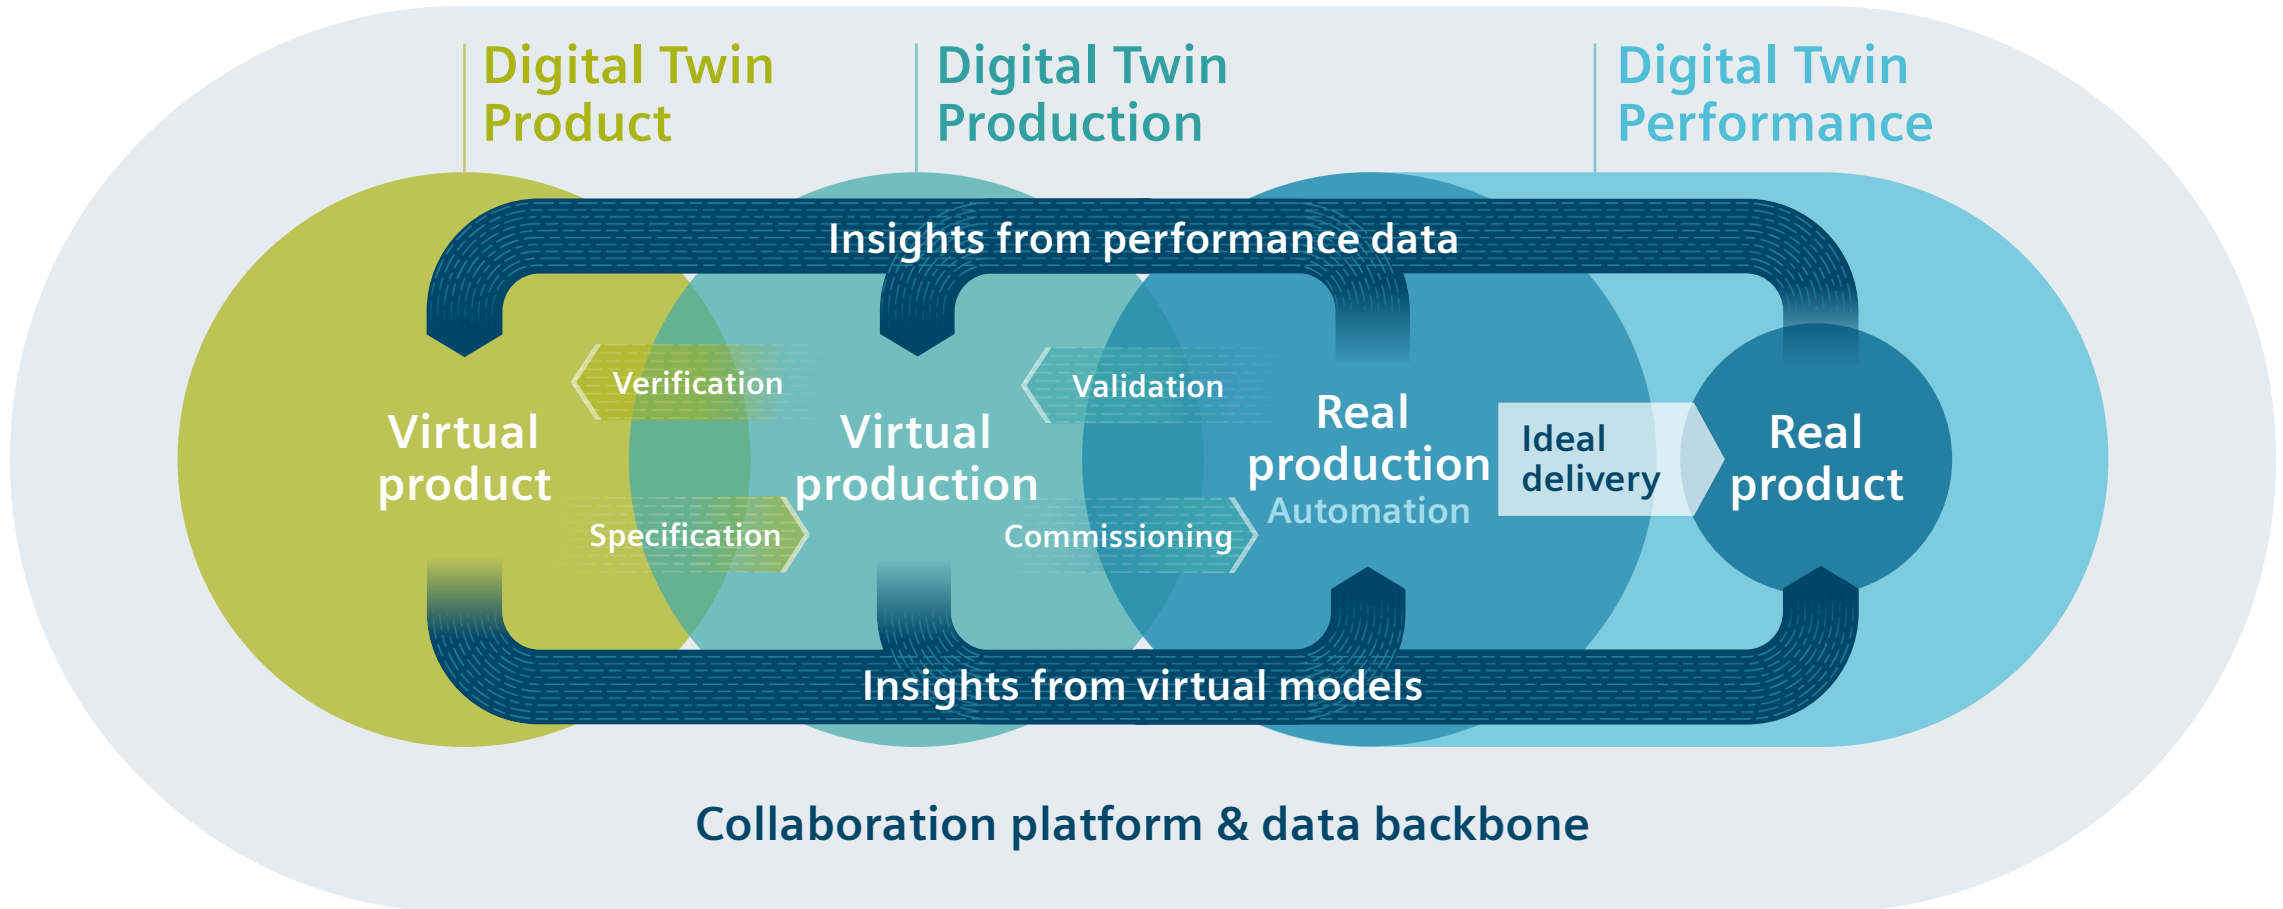 Digital Twin
Product
Digital Twin
Production
Digital Twin
Performance
Insights from performance data
Verification
Validation
Virtual
product
Virtual
production
Real
production
Automation
Ideal
delivery
Real
product
Specification
Commissioning
Insights from virtual models
Collaboration platform & data backbone